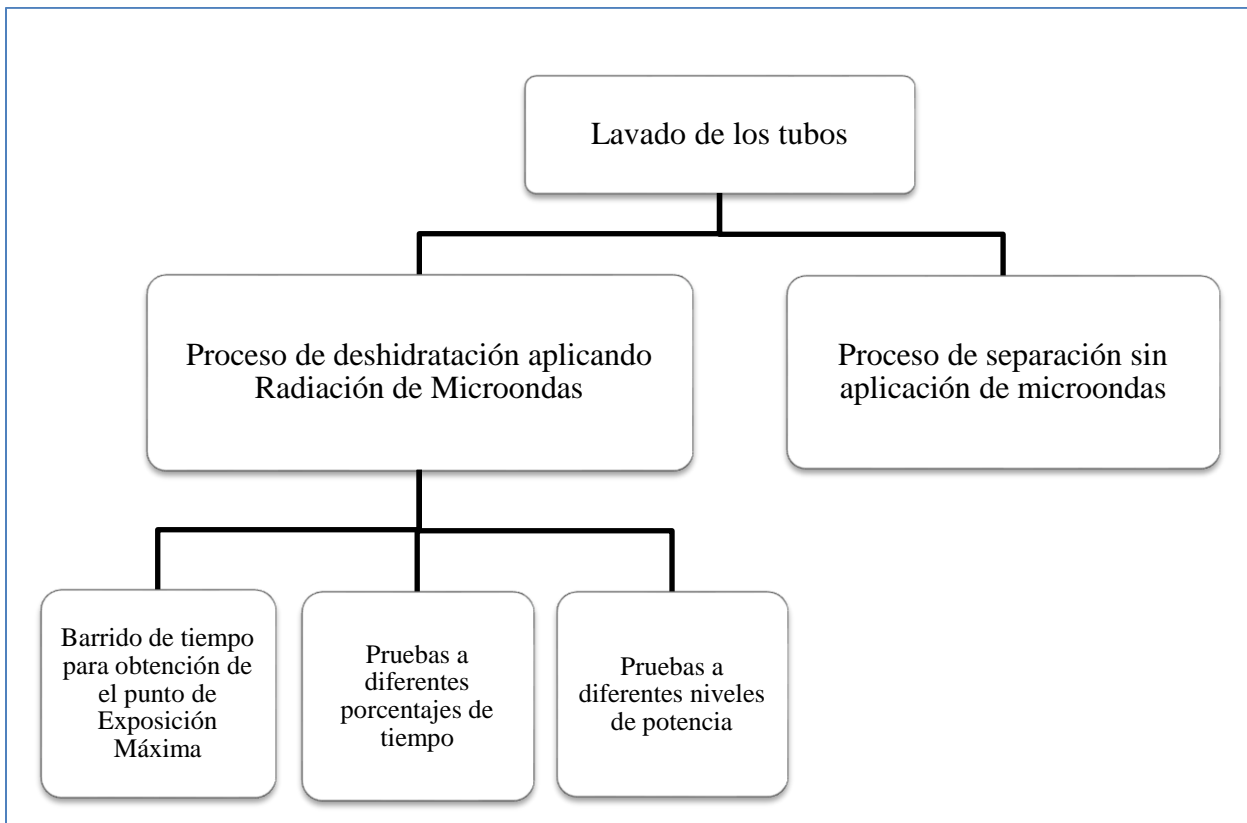 Lavado de los tubos
Proceso de deshidratación aplicando
Radiación de Microondas
Proceso de separación sin
aplicación de microondas
Barrido de tiempo
para obtención de
el punto de
Exposición
Máxima
Pruebas a
diferentes
porcentajes de
tiempo
Pruebas a
diferentes niveles
de potencia